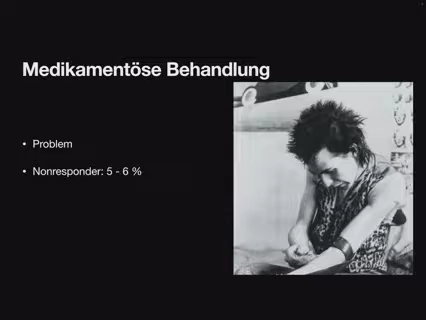 Medikamentöse Behandlung
• Problem
• Nonresponder: 5 - 6 %